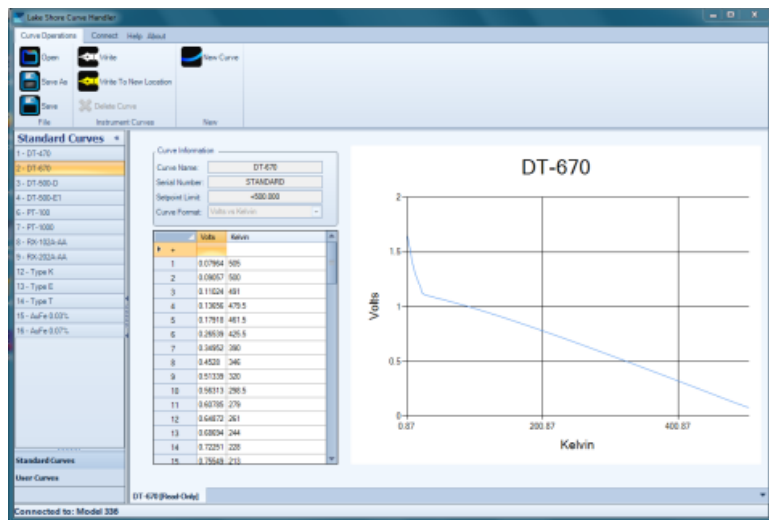 Lake Shore Curve Handler
Curve Operations Connect Help About
Open Write New Curve
Save As Write To New Location
Save Delete Curve
File Instrument Curves New
Standard Curves
1 - DT-470
2 - DT-670
3 - DT-500-D
4 - DT-500-E1
6 - PT-100
7 - PT-1000
8 - RX-102A-AA
9 - RX-202A-AA
12 - Type K
13 - Type E
14 - Type T
15 - AuFe 0.03%
16 - AuFe 0.07%
Standard Curves
User Curves
Connected to: Model 336
Curve Information
Curve Name: DT-670
Serial Number: STANDARD
Setpoint Limit: +500.000
Curve Format: Volts vs Kelvin
Volts Kelvin
1 0.07964 505
2 0.09057 500
3 0.11024 491
4 0.13656 479.5
5 0.17918 461.5
6 0.26539 425.5
7 0.34952 390
8 0.4520 346
9 0.51339 320
10 0.56313 298.5
11 0.60785 279
12 0.64872 261
13 244
14 0.72251 228
15 0.75549 213
DT-670 [Read-Only]
DT-670
Volts
2
1.5
1
0.5
0
0.87 200.87 400.87
Kelvin